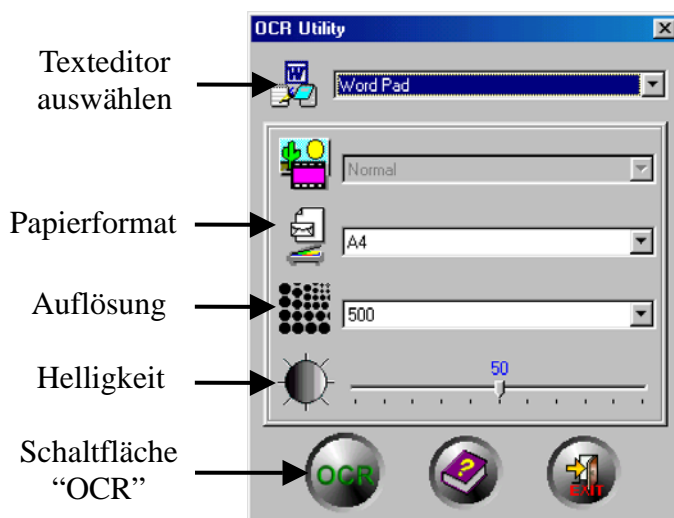 OCR Utility
Texteditor
auswählen
Word Pad
Normal
Papierformat
A4
Auflösung
500
Helligkeit
50
Schaltfläche
“OCR”
OCR
?
EXIT